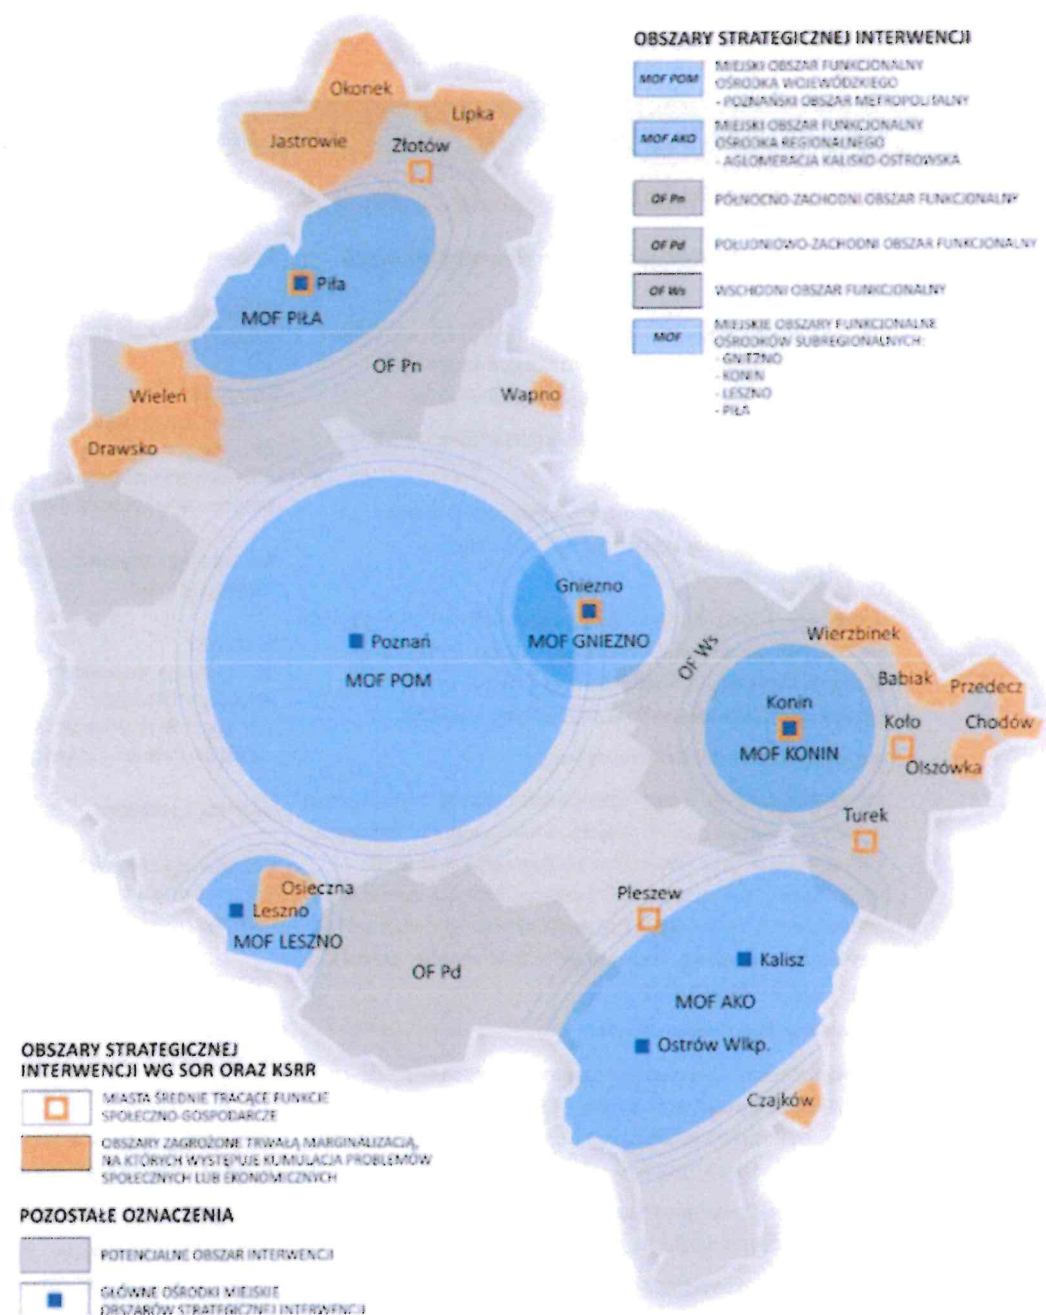 OBSZARY STRATEGICZNEJ INTERWENCJI
MOF POM
MIEJSKI OBSZAR FUNKCJONALNY
OŚRODKA WOJEWÓDZKIEGO
- POZNAŃSKI OBSZAR METROPOLITALNY
MOF AKO
MIEJSKI OBSZAR FUNKCJONALNY
OŚRODKA REGIONALNEGO
- AGLOMERACJA KALISKO-OSTROWSKA
OF Pn
PÓŁNOCNO-ZACHODNI OBSZAR FUNKCJONALNY
OF Pd
POŁUDNIOWO-ZACHODNI OBSZAR FUNKCJONALNY
OF Ws
WSCHODNI OBSZAR FUNKCJONALNY
MOF
MIEJSKIE OBSZARY FUNKCJONALNE
OŚRODKÓW SUBREGIONALNYCH:
- GNIEZNO
- KONIN
- LESZNO
- PIŁA
Okonek
Lipka
Jastrowie
Złotów
Piła
MOF PIŁA
OF Pn
Wieleń
Wapno
Drawsko
Gniezno
MOF GNIEZNO
Poznań
MOF POM
OF Ws
Wierzbinek
Babiak
Przedecz
Konin
Koło
Chodów
MOF KONIN
Olszówka
Turek
Osieczna
Leszno
MOF LESZNO
Pleszew
OF Pd
Kalisz
MOF AKO
Ostrów Wlkp.
Czajków
OBSZARY STRATEGICZNEJ
INTERWENCJI WG SOR ORAZ KSRR
MIASTA ŚREDNIE TRACĄCE FUNKCJE
SPOŁECZNO-GOSPODARCZE
OBSZARY ZAGROŻONE TRWAŁĄ MARGINALIZACJĄ,
NA KTÓRYCH WYSTĘPUJE KUMULACJA PROBLEMÓW
SPOŁECZNYCH LUB EKONOMICZNYCH
POZOSTAŁE OZNACZENIA
POTENCJALNE OBSZAR INTERWENCJI
GŁÓWNE OŚRODKI MIEJSKIE
OBSZARÓW STRATEGICZNEJ INTERWENCJI